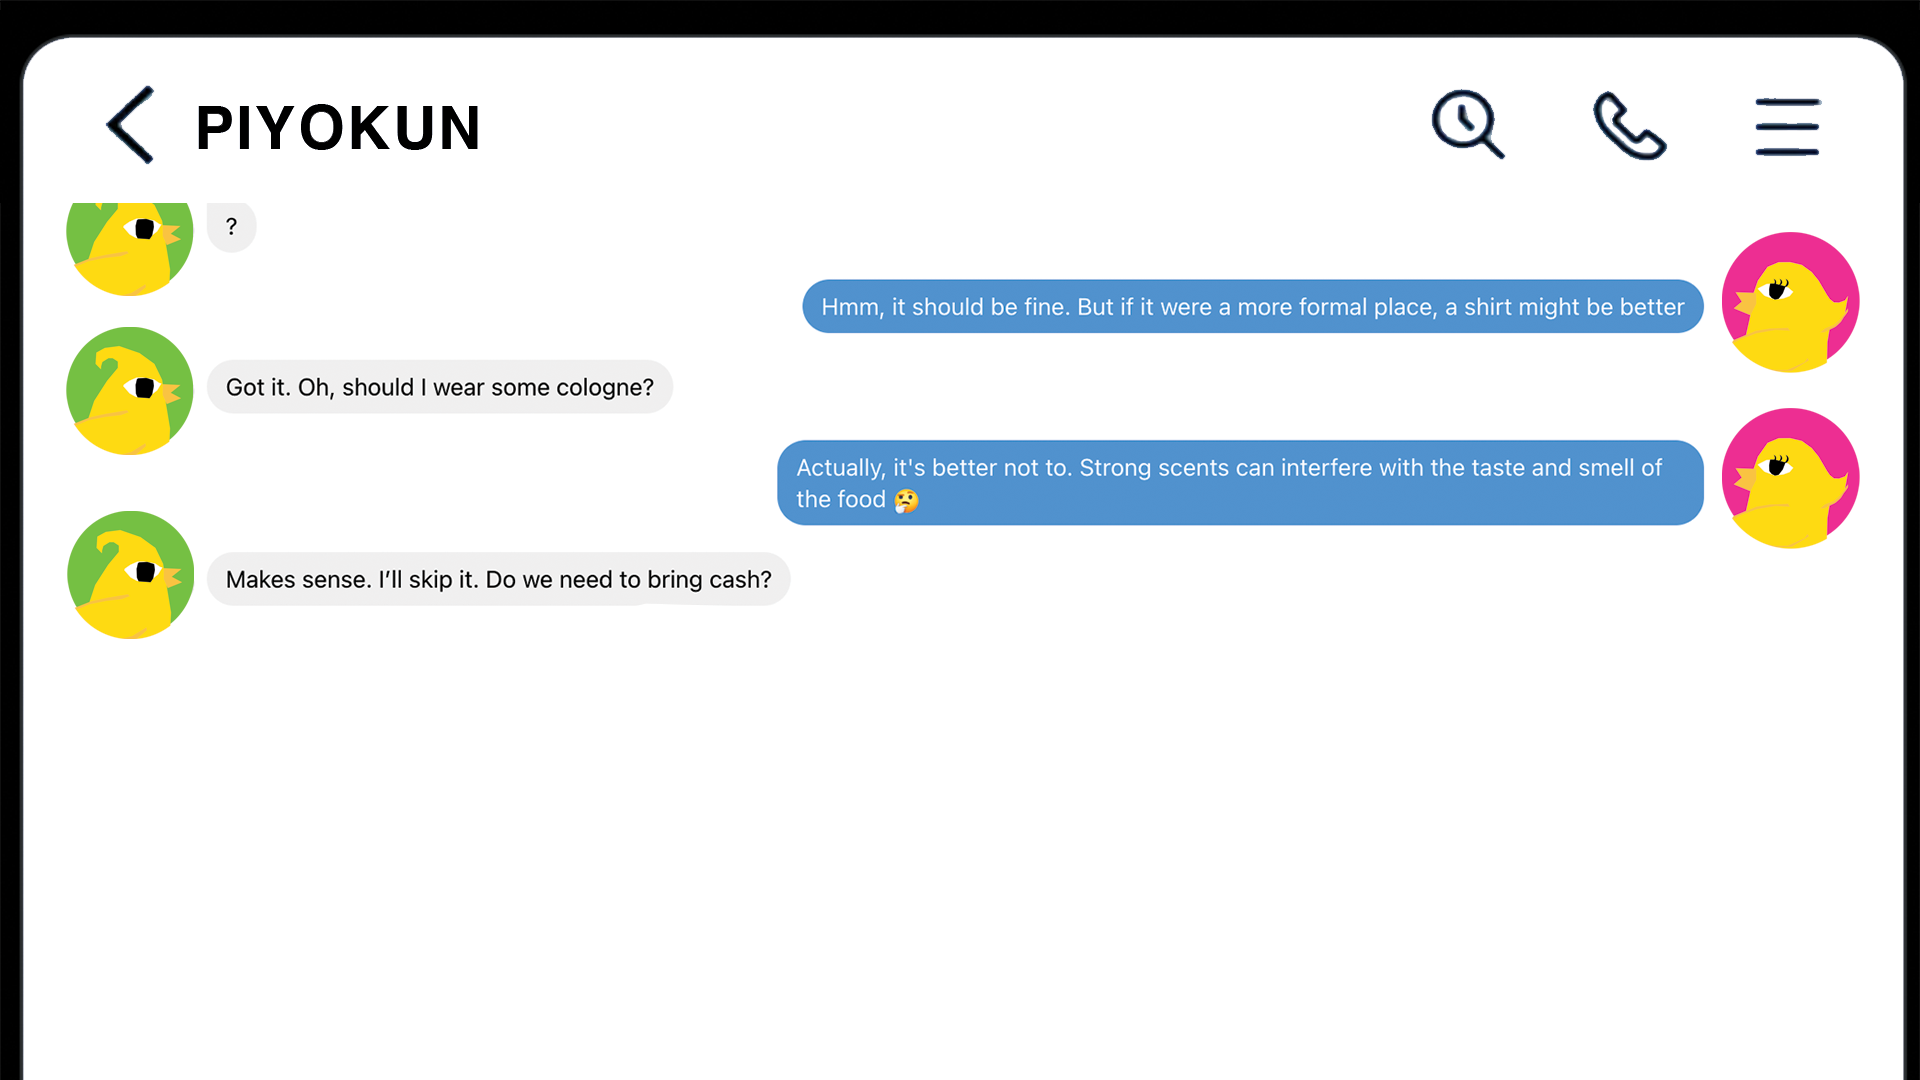 PIYOKUN
?
Hmm, it should be fine. But if it were a more formal place, a shirt might be better
Got it. Oh, should I wear some cologne?
Actually, it's better not to. Strong scents can interfere with the taste and smell of
the food 🤔
Makes sense. I’ll skip it. Do we need to bring cash?